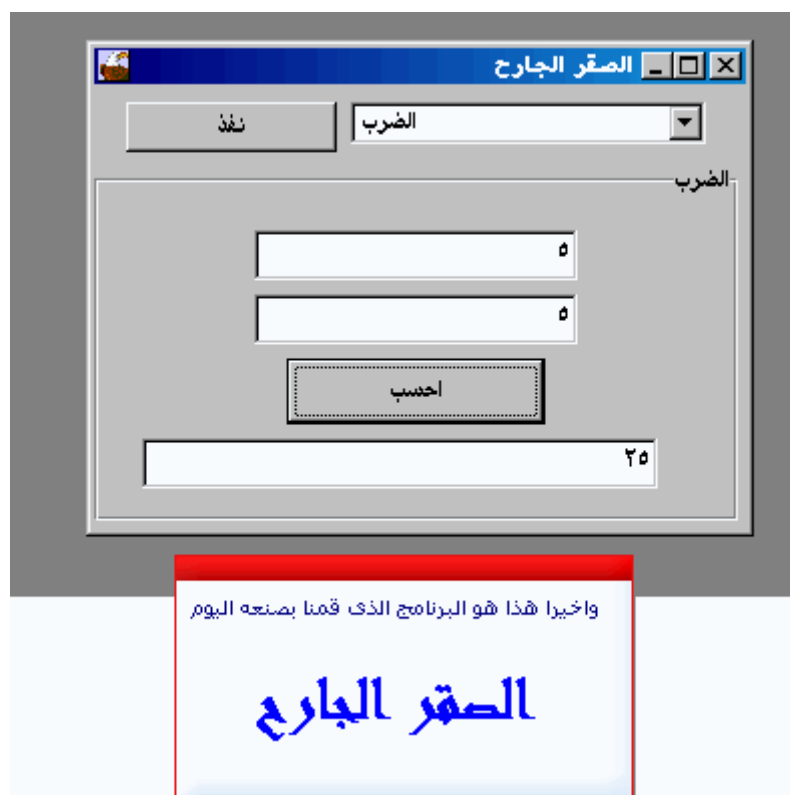 الصقر الجارح
الضرب
نفذ
الضرب
٥
٥
احسب
٢٥
واخيرا هذا هو البرنامج الذى قمنا بصنعه اليوم
الصقر الجارح